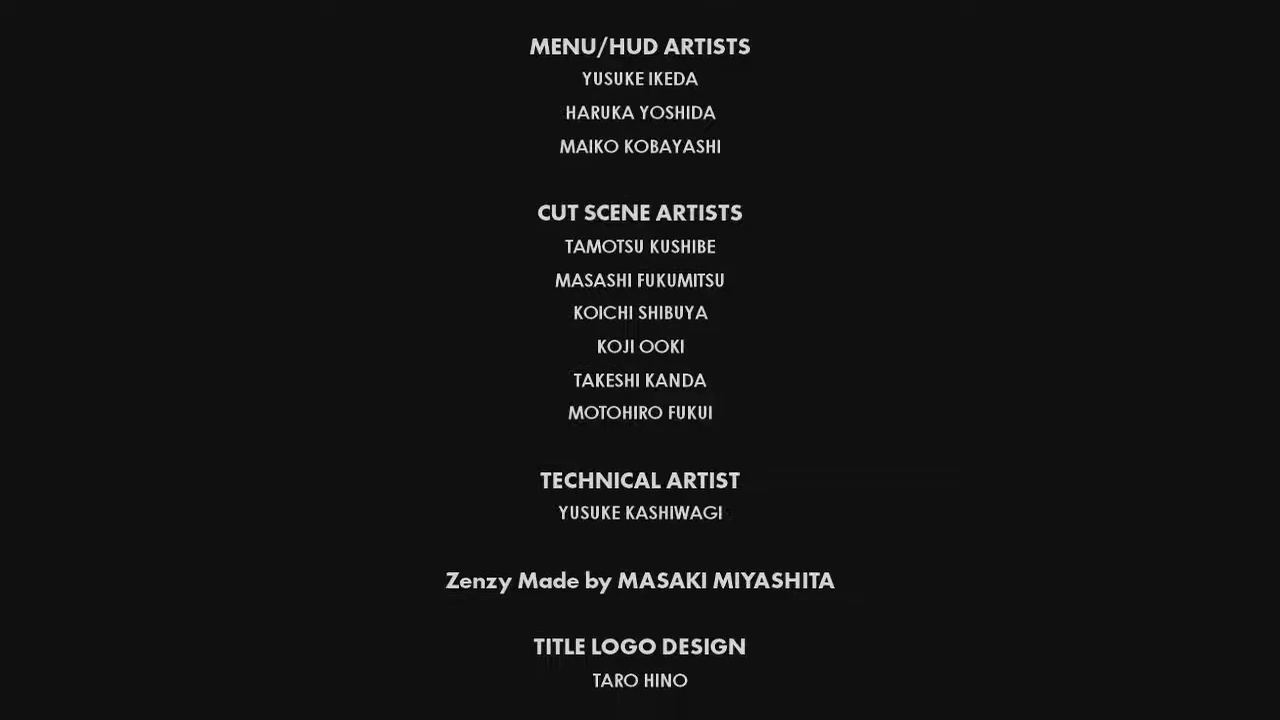 MENU/HUD ARTISTS
YUSUKE IKEDA
HARUKA YOSHIDA
MAIKO KOBAYASHI
CUT SCENE ARTISTS
TAMOTSU KUSHIBE
MASASHI FUKUMITSU
KOICHI SHIBUYA
KOJI OOKI
TAKESHI KANDA
MOTOHIRO FUKUI
TECHNICAL ARTIST
YUSUKE KASHIWAGI
Zenzy Made by MASAKI MIYASHITA
TITLE LOGO DESIGN
TARO HINO